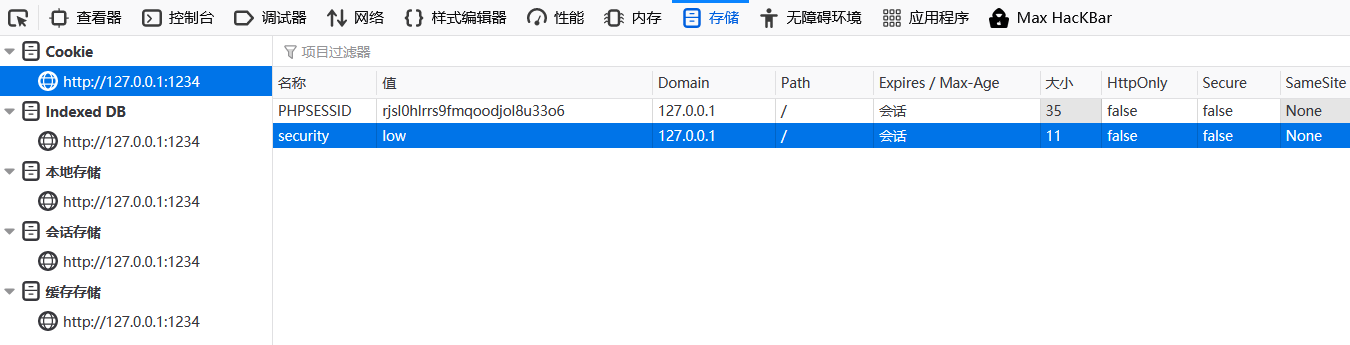 查看器 控制台 调试器 网络 样式编辑器 性能 内存 存储 无障碍环境 应用程序 Max HacKBar
Cookie
项目过滤器
http://127.0.0.1:1234
名称 值 Domain Path Expires / Max-Age 大小 HttpOnly Secure SameSite
Indexed DB
PHPSESSID rjsl0hlrrs9fmqoodjol8u33o6 127.0.0.1 / 会话 35 false false None
security low 127.0.0.1 / 会话 11 false false None
http://127.0.0.1:1234
本地存储
http://127.0.0.1:1234
会话存储
http://127.0.0.1:1234
缓存存储
http://127.0.0.1:1234